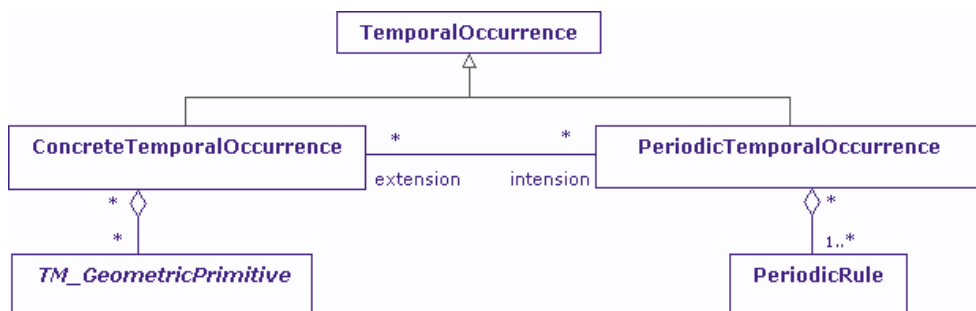 TemporalOccurrence
ConcreteTemporalOccurrence
* *
PeriodicTemporalOccurrence
extension intension
* *
* 1..*
TM_GeometricPrimitive
PeriodicRule